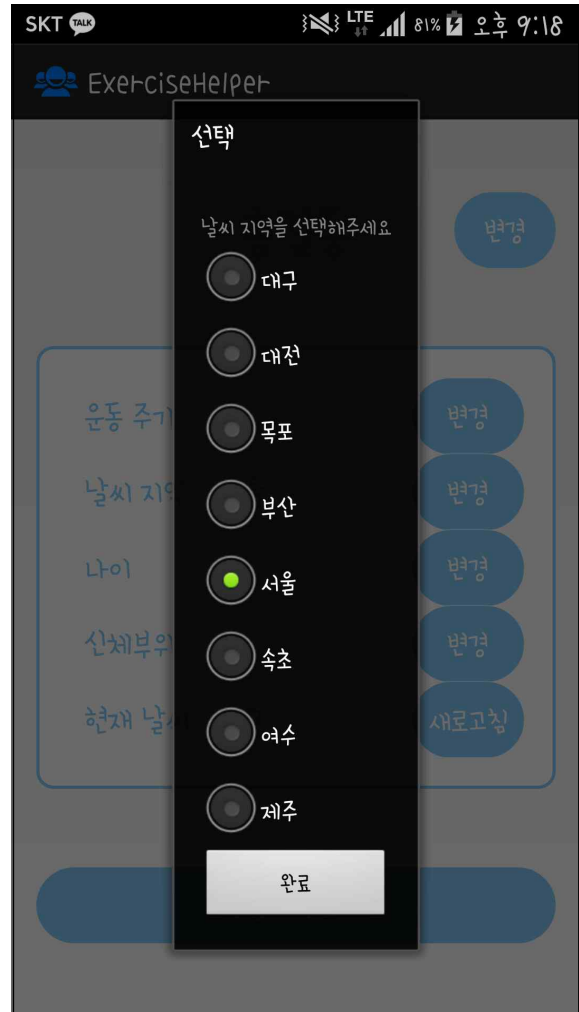 SKT TALK LTE 81% 오후 9:18
ExerciseHelper
선택
변경
날씨 지역을 선택해주세요
대구
대전
운동 주기
변경
목포
날씨 지역
변경
부산
나이
변경
서울
신체부위
변경
속초
현재 날씨
새로고침
여수
제주
완료